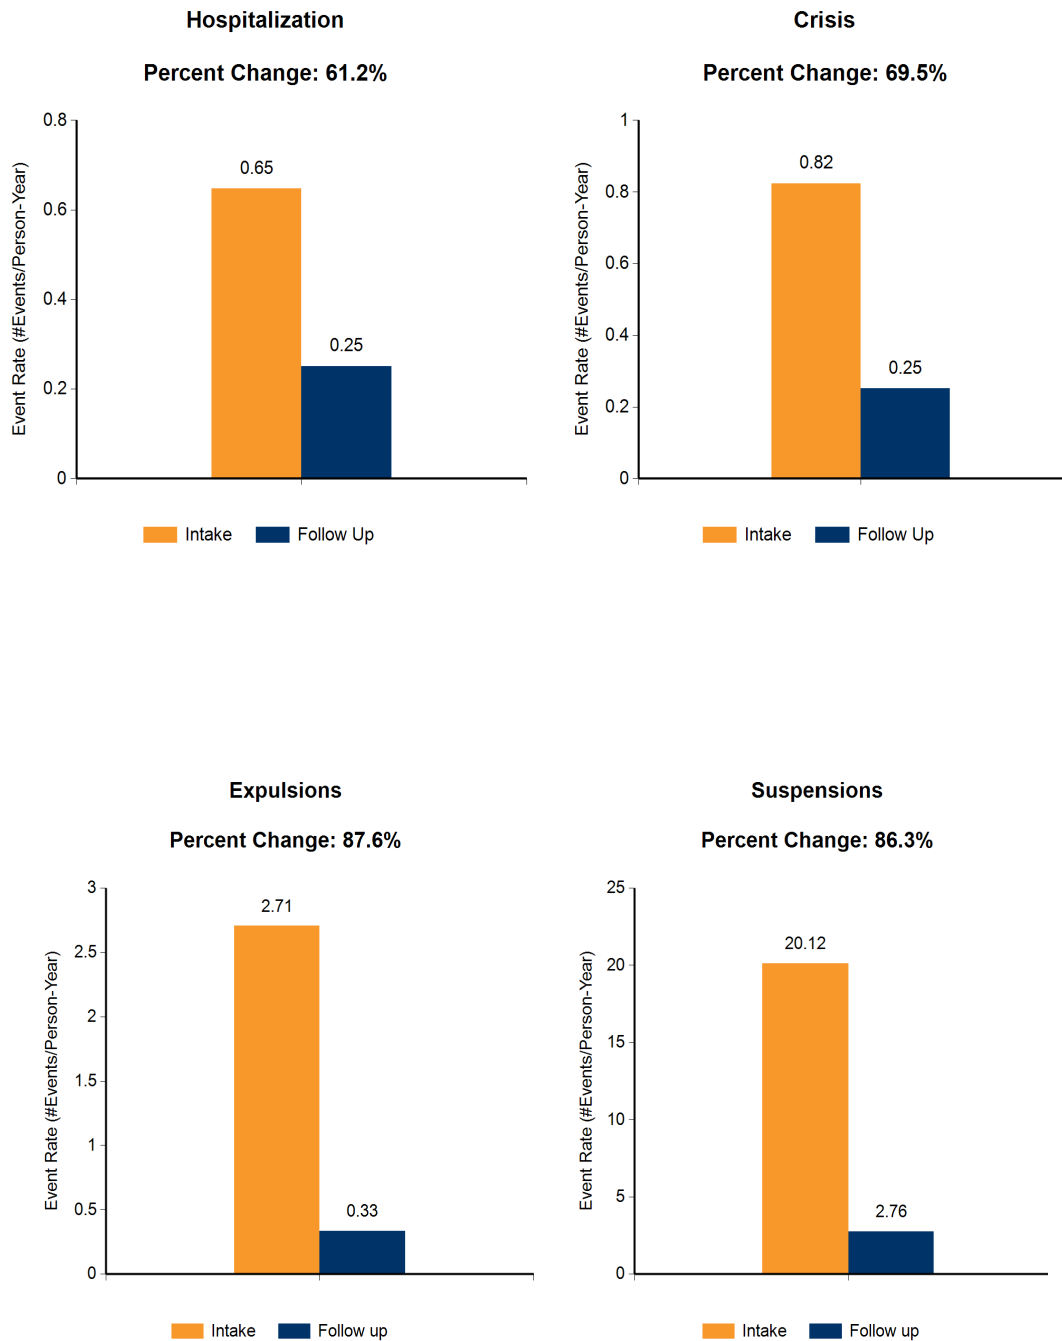 Hospitalization
Percent Change: 61.2%
Event Rate (#Events/Person-Year)
0.8
0.6
0.4
0.2
0
0.65
0.25
Intake
Follow Up
Crisis
Percent Change: 69.5%
Event Rate (#Events/Person-Year)
1
0.8
0.6
0.4
0.2
0
0.82
0.25
Intake
Follow Up
Expulsions
Percent Change: 87.6%
Event Rate (#Events/Person-Year)
3
2.5
2
1.5
1
0.5
0
2.71
0.33
Intake
Follow up
Suspensions
Percent Change: 86.3%
Event Rate (#Events/Person-Year)
25
20
15
10
5
0
20.12
2.76
Intake
Follow up